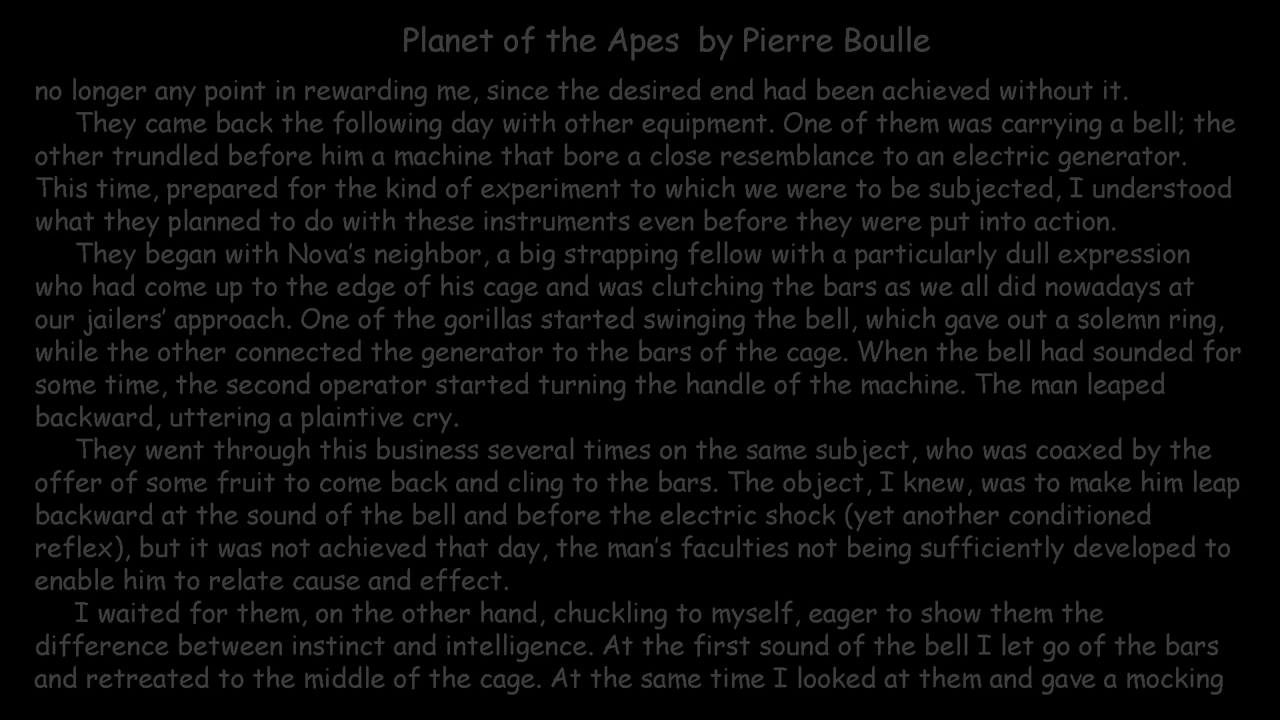 Planet of the Apes  by Pierre Boulle
no longer any point in rewarding me, since the desired end had been achieved without it.
They came back the following day with other equipment. One of them was carrying a bell; the
other trundled before him a machine that bore a close resemblance to an electric generator.
This time, prepared for the kind of experiment to which we were to be subjected, I understood
what they planned to do with these instruments even before they were put into action.
They began with Nova’s neighbor, a big strapping fellow with a particularly dull expression
who had come up to the edge of his cage and was clutching the bars as we all did nowadays at
our jailers’ approach. One of the gorillas started swinging the bell, which gave out a solemn ring,
while the other connected the generator to the bars of the cage. When the bell had sounded for
some time, the second operator started turning the handle of the machine. The man leaped
backward, uttering a plaintive cry.
They went through this business several times on the same subject, who was coaxed by the
offer of some fruit to come back and cling to the bars. The object, I knew, was to make him leap
backward at the sound of the bell and before the electric shock (yet another conditioned
reflex), but it was not achieved that day, the man’s faculties not being sufficiently developed to
enable him to relate cause and effect.
I waited for them, on the other hand, chuckling to myself, eager to show them the
difference between instinct and intelligence. At the first sound of the bell I let go of the bars
and retreated to the middle of the cage. At the same time I looked at them and gave a mocking